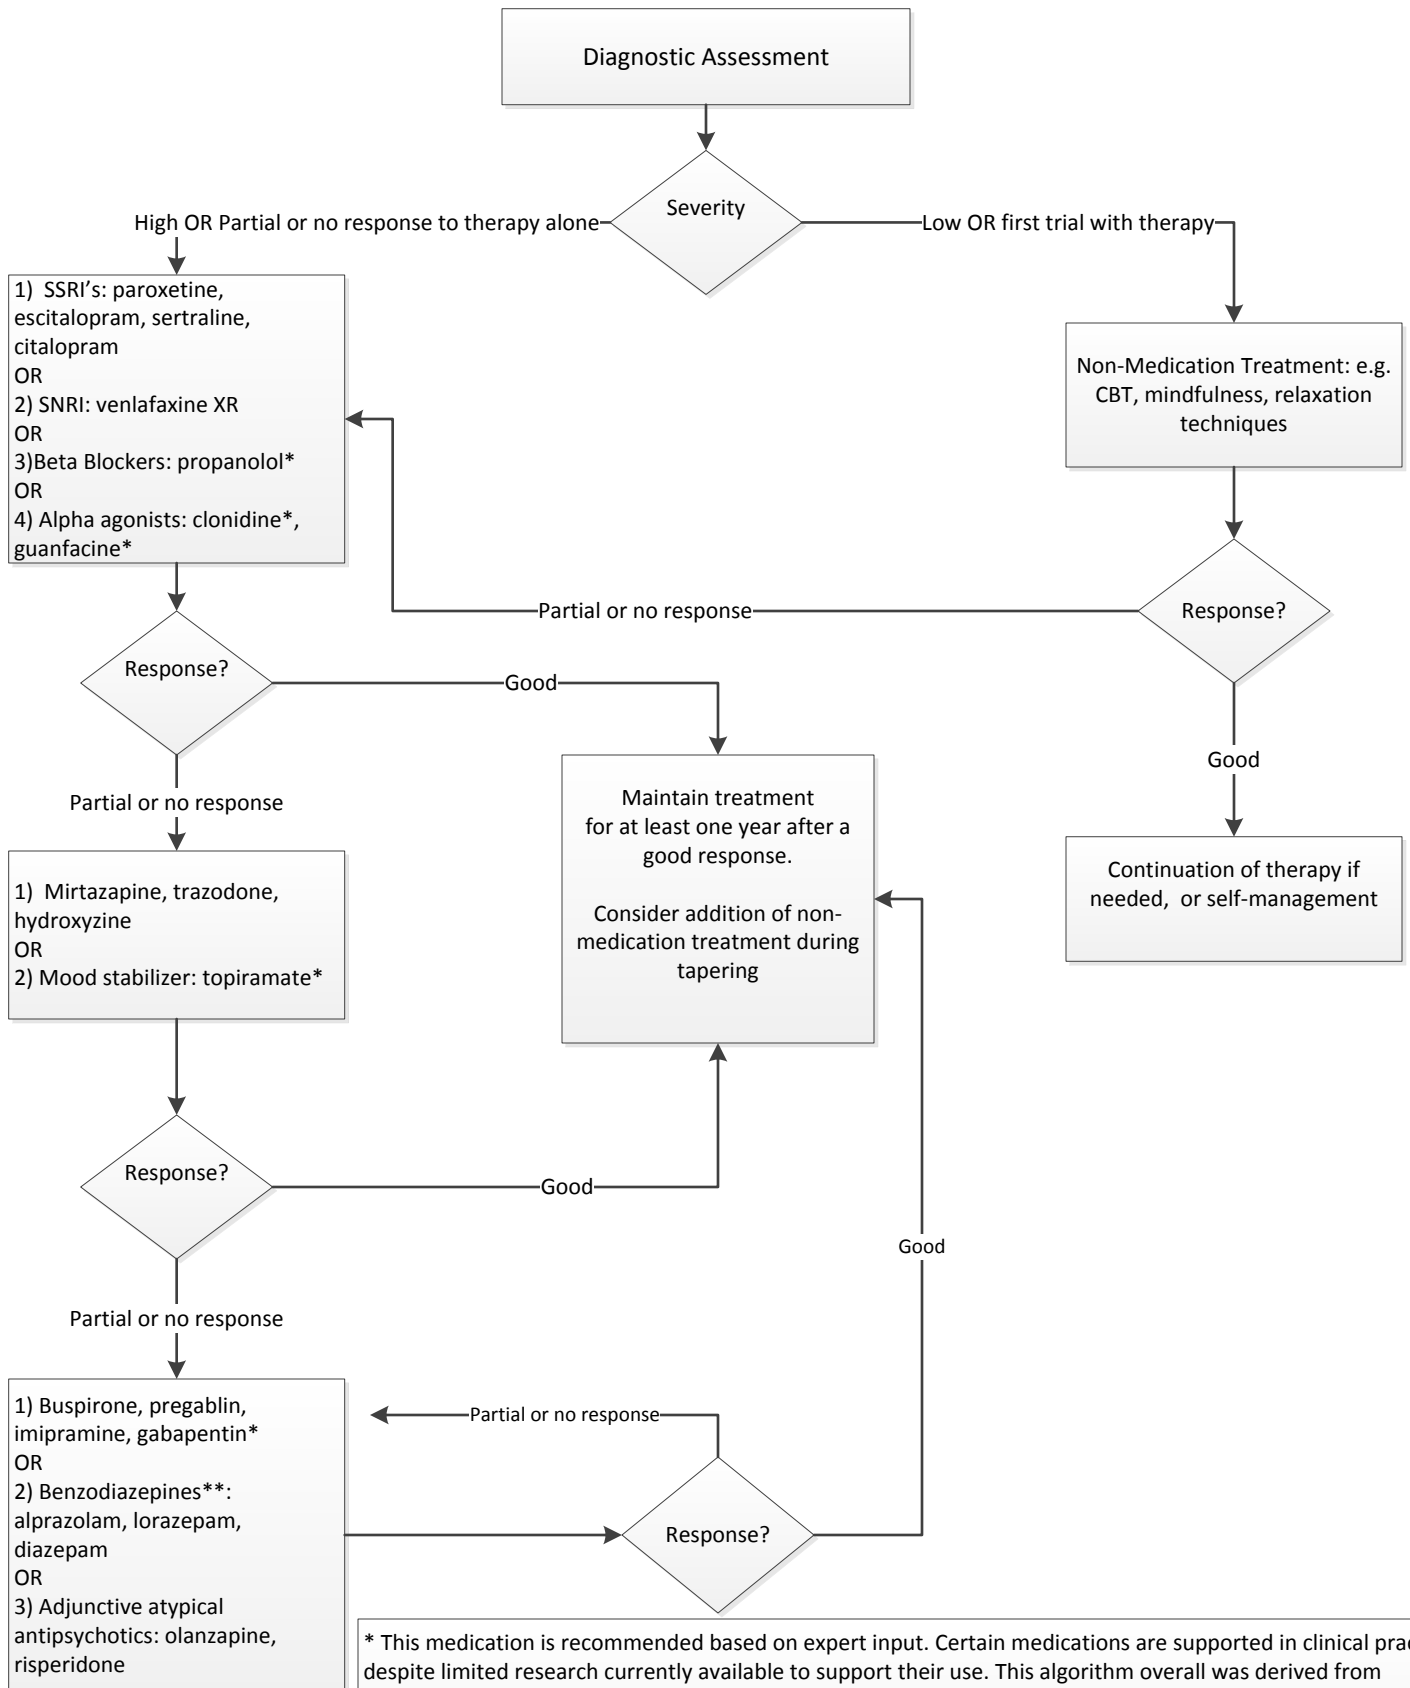 Diagnostic Assessment
Severity
High OR Partial or no response to therapy alone
Low OR first trial with therapy
1)  SSRI's: paroxetine,
escitalopram, sertraline,
citalopram
OR
2) SNRI: venlafaxine XR
OR
3)Beta Blockers: propanolol*
OR
4) Alpha agonists: clonidine*,
guanfacine*
Non-Medication Treatment: e.g.
CBT, mindfulness, relaxation
techniques
Partial or no response
Response?
Response?
Good
Good
Partial or no response
Maintain treatment
for at least one year after a
good response.
Consider addition of non-
medication treatment during
tapering
Continuation of therapy if
needed,  or self-management
1)  Mirtazapine, trazodone,
hydroxyzine
OR
2) Mood stabilizer: topiramate*
Response?
Good
Good
Partial or no response
1) Buspirone, pregablin,
imipramine, gabapentin*
OR
2) Benzodiazepines**:
alprazolam, lorazepam,
diazepam
OR
3) Adjunctive atypical
antipsychotics: olanzapine,
risperidone
Partial or no response
Response?
* This medication is recommended based on expert input. Certain medications are supported in clinical
despite limited research currently available to support their use. This algorithm overall was derived from